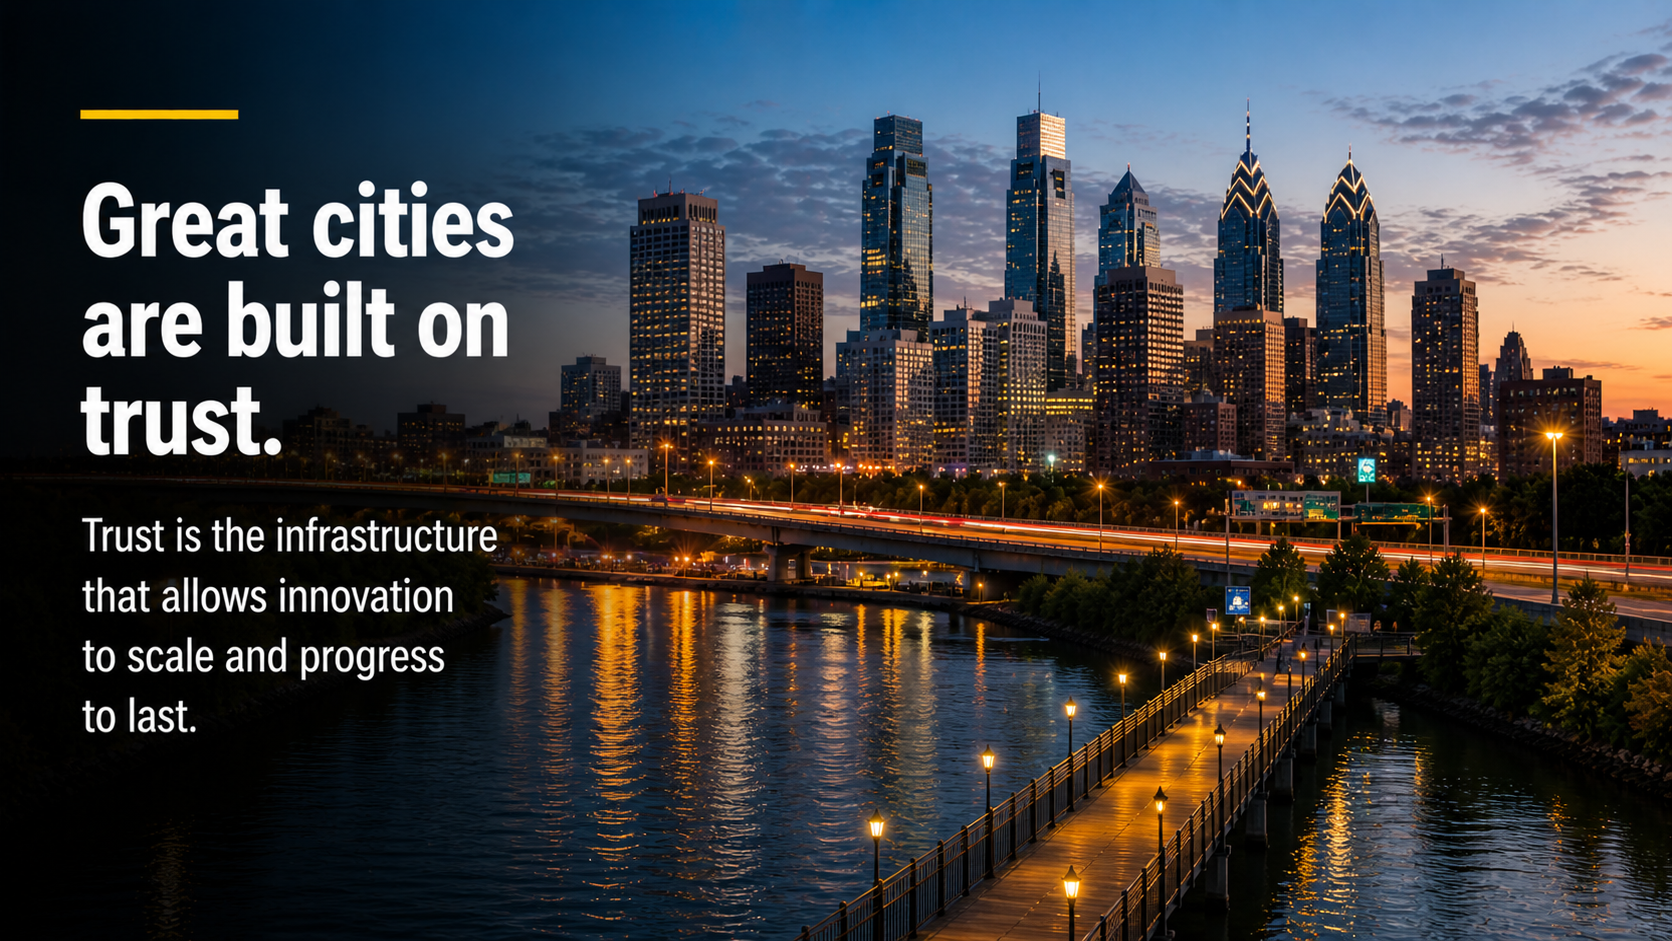 Great cities
are built on
trust.
Trust is the infrastructure
that allows innovation
to scale and progress
to last.